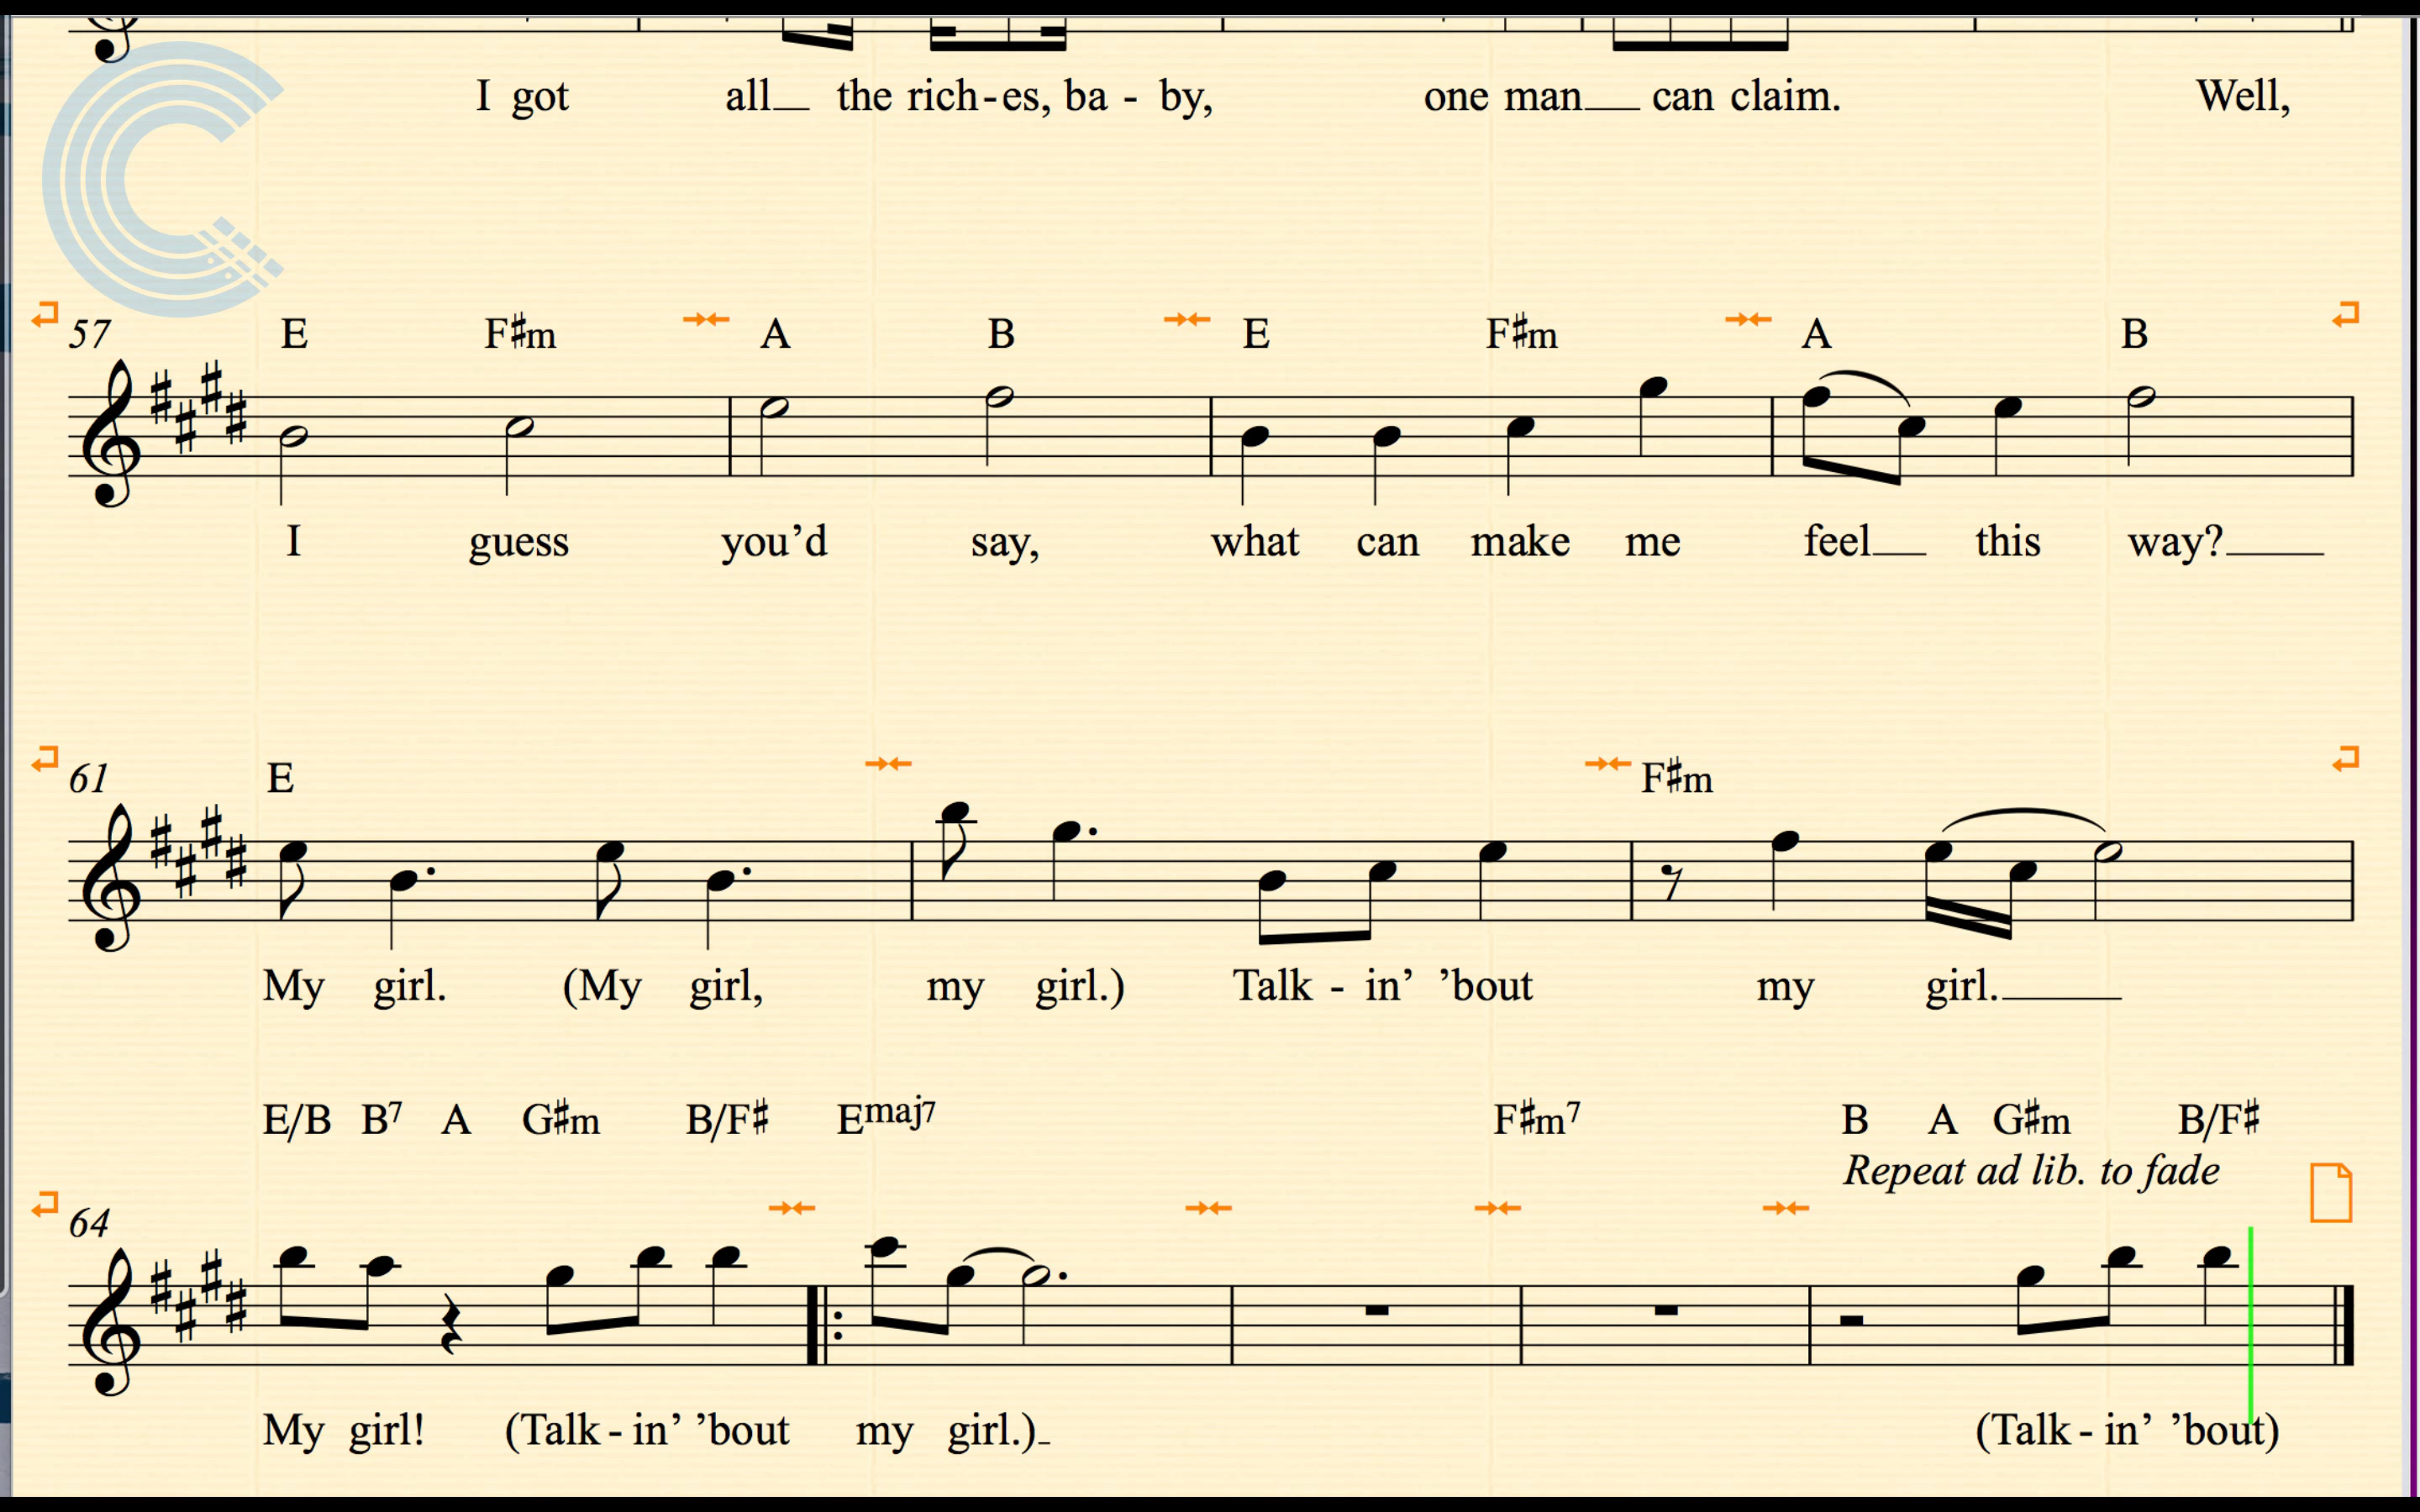 I got all the rich - es, ba - by, one man can claim. Well,
57 E F♯m A B E F♯m A B
I guess you’d say, what can make me feel this way?
61 E F♯m
My girl. (My girl, my girl.) Talk - in’ ’bout my girl.
E/B B7 A G♯m B/F♯ Emaj7 F♯m7 B A G♯m B/F♯
Repeat ad lib. to fade
64
My girl! (Talk - in’ ’bout my girl.) (Talk - in’ ’bout)